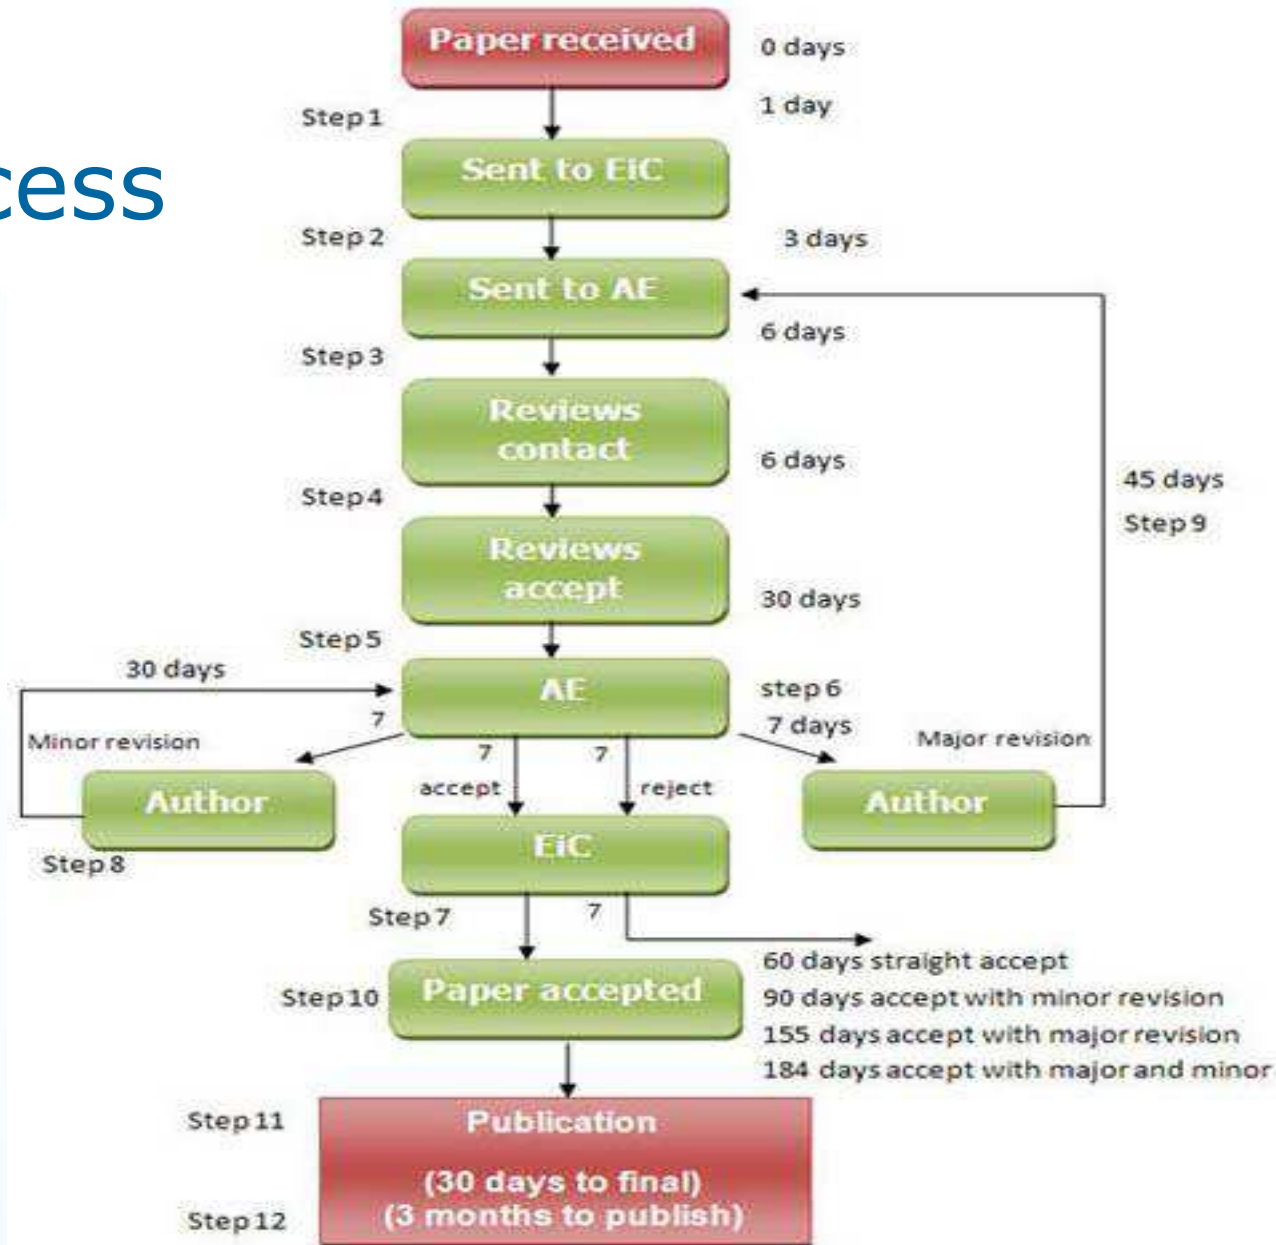 cess
Paper received
0 days
Step 1
1 day
Sent to EiC
Step 2
3 days
Sent to AE
6 days
Step 3
Reviews
contact
6 days
Step 4
45 days
Step 9
Reviews
accept
30 days
Step 5
30 days
AE
step 6
7
7 days
Minor revision
Major revision
7
7
accept
reject
Author
Author
EiC
Step 8
Step 7
7
60 days straight accept
Step 10
Paper accepted
90 days accept with minor revision
155 days accept with major revision
184 days accept with major and minor
Step 11
Publication
(30 days to final)
Step 12
(3 months to publish)